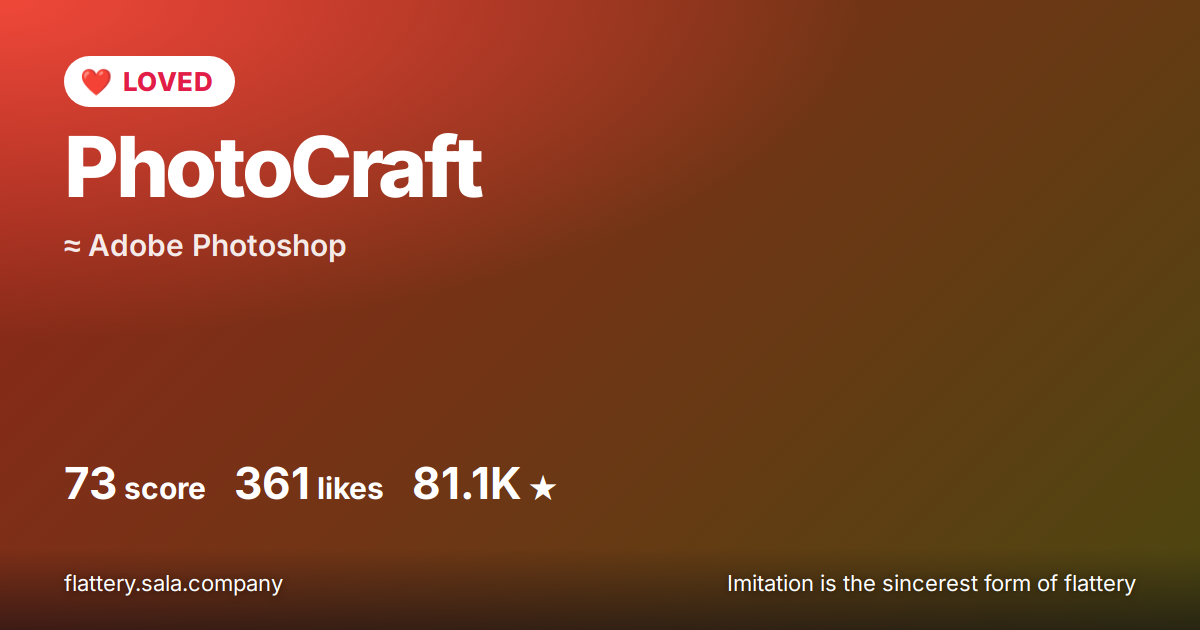 ❤️ LOVED
PhotoCraft
≈ Adobe Photoshop
73 score 361 likes 81.1K ★
flattery.sala.company
Imitation is the sincerest form of flattery